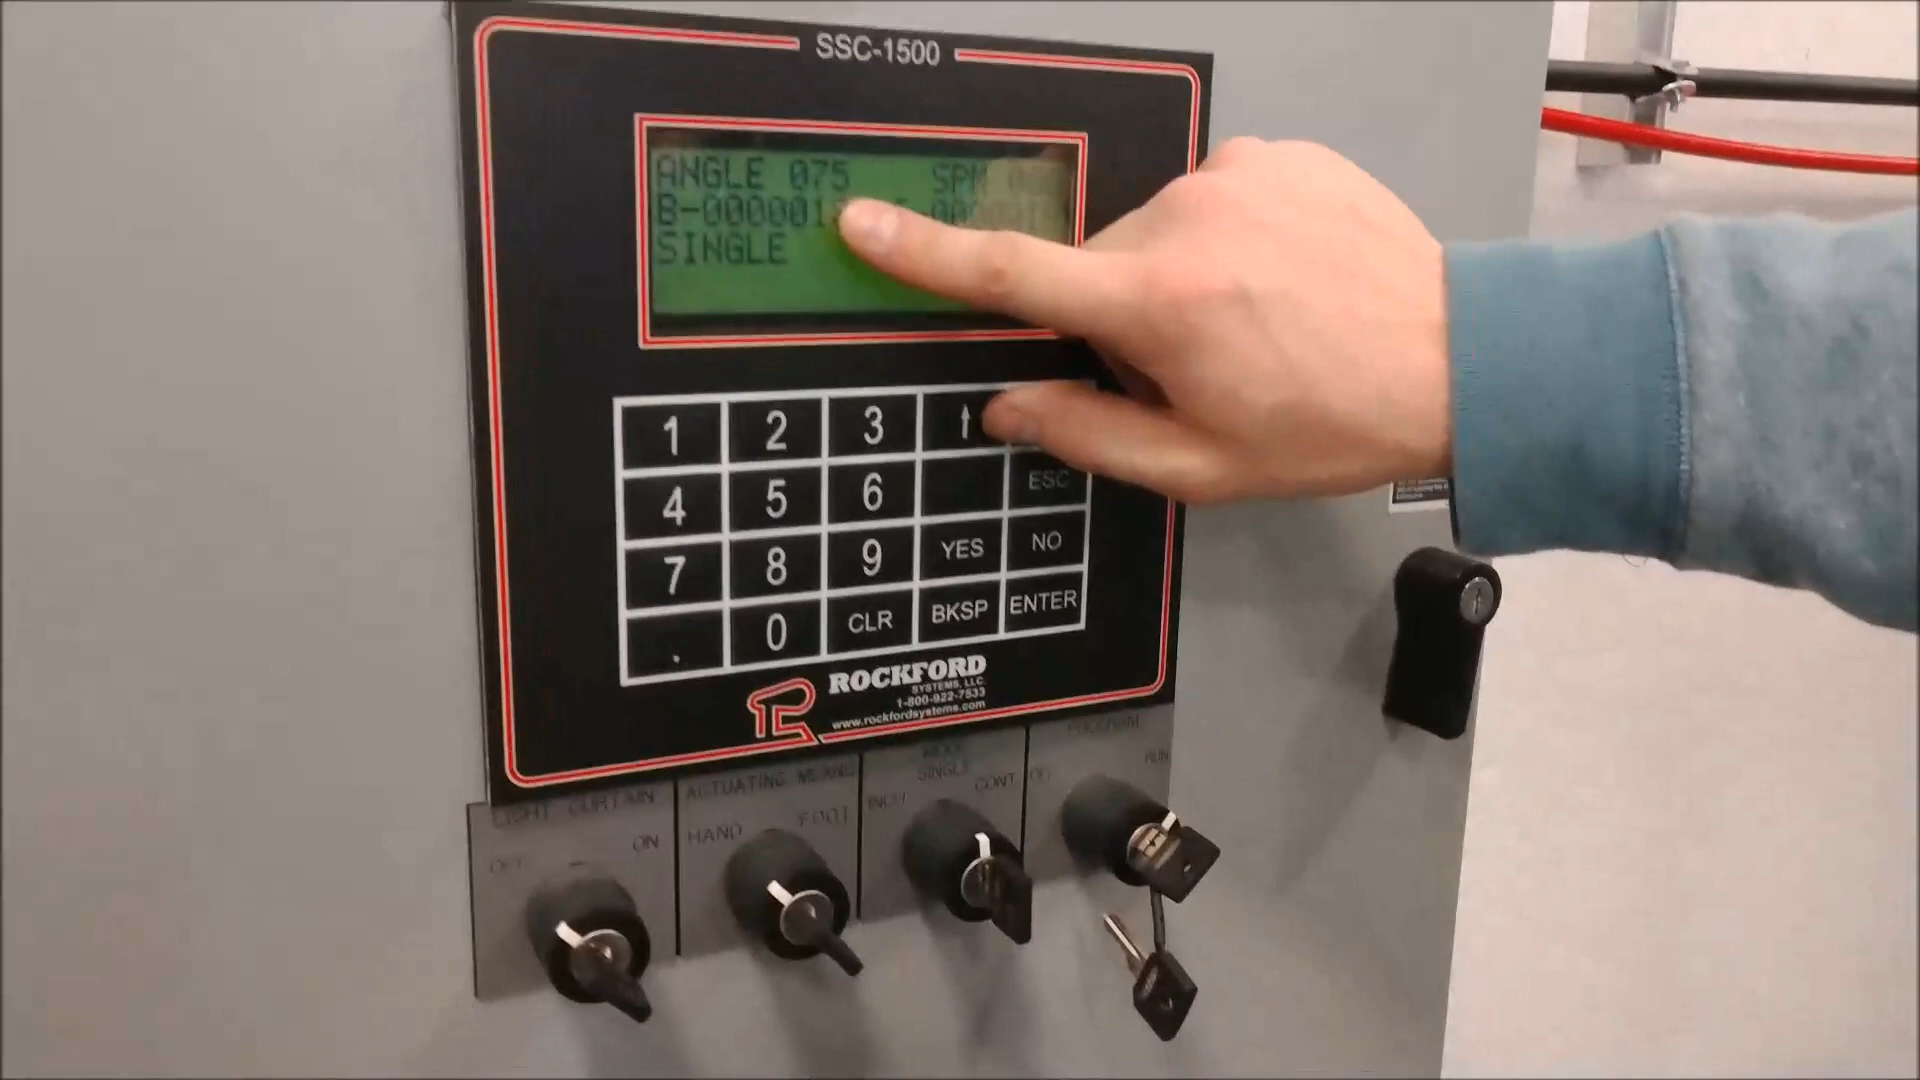 SSC-1500
ANGLE 075 SPM
SINGLE
1 2 3 ↑
4 5 6 ESC
7 8 9 YES NO
. 0 CLR BKSP ENTER
ROCKFORD
SYSTEMS, LLC.
1-800-922-7533
www.rockfordsystems.com
LIGHT CURTAIN
OFF ON
ACTUATING MEANS
HAND FOOT
MODE
SINGLE
INCH CONT
PROGRAM
RUN